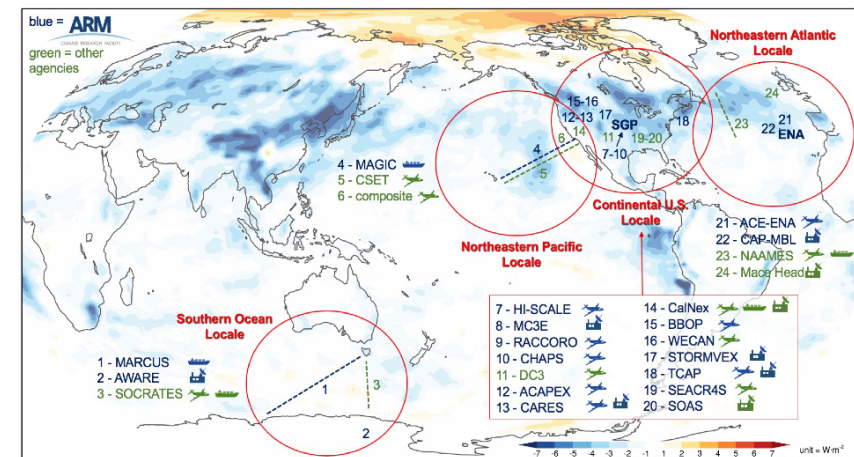 blue = ARM
CLIMATE RESEARCH FACILITY
green = other
agencies
Northeastern Atlantic
Locale
15-16
12-13
17
14
6
11
SGP
19-20
7-10
18
24
23
21
22
ENA
4
5
4 - MAGIC
5 - CSET
6 - composite
Continental U.S.
Locale
Northeastern Pacific
Locale
21 - ACE-ENA
22 - CAP-MBL
23 - NAAMES
24 - Mace Head
Southern Ocean
Locale
1 - MARCUS
2 - AWARE
3 - SOCRATES
1
3
2
7 - HI-SCALE
8 - MC3E
9 - RACCORO
10 - CHAPS
11 - DC3
12 - ACAPEX
13 - CARES
14 - CalNex
15 - BBOP
16 - WECAN
17 - STORMVEX
18 - TCAP
19 - SEACR4S
20 - SOAS
-7 -6 -5 -4 -3 -2 -1 1 2 3 4 5 6 7
unit = W·m⁻²